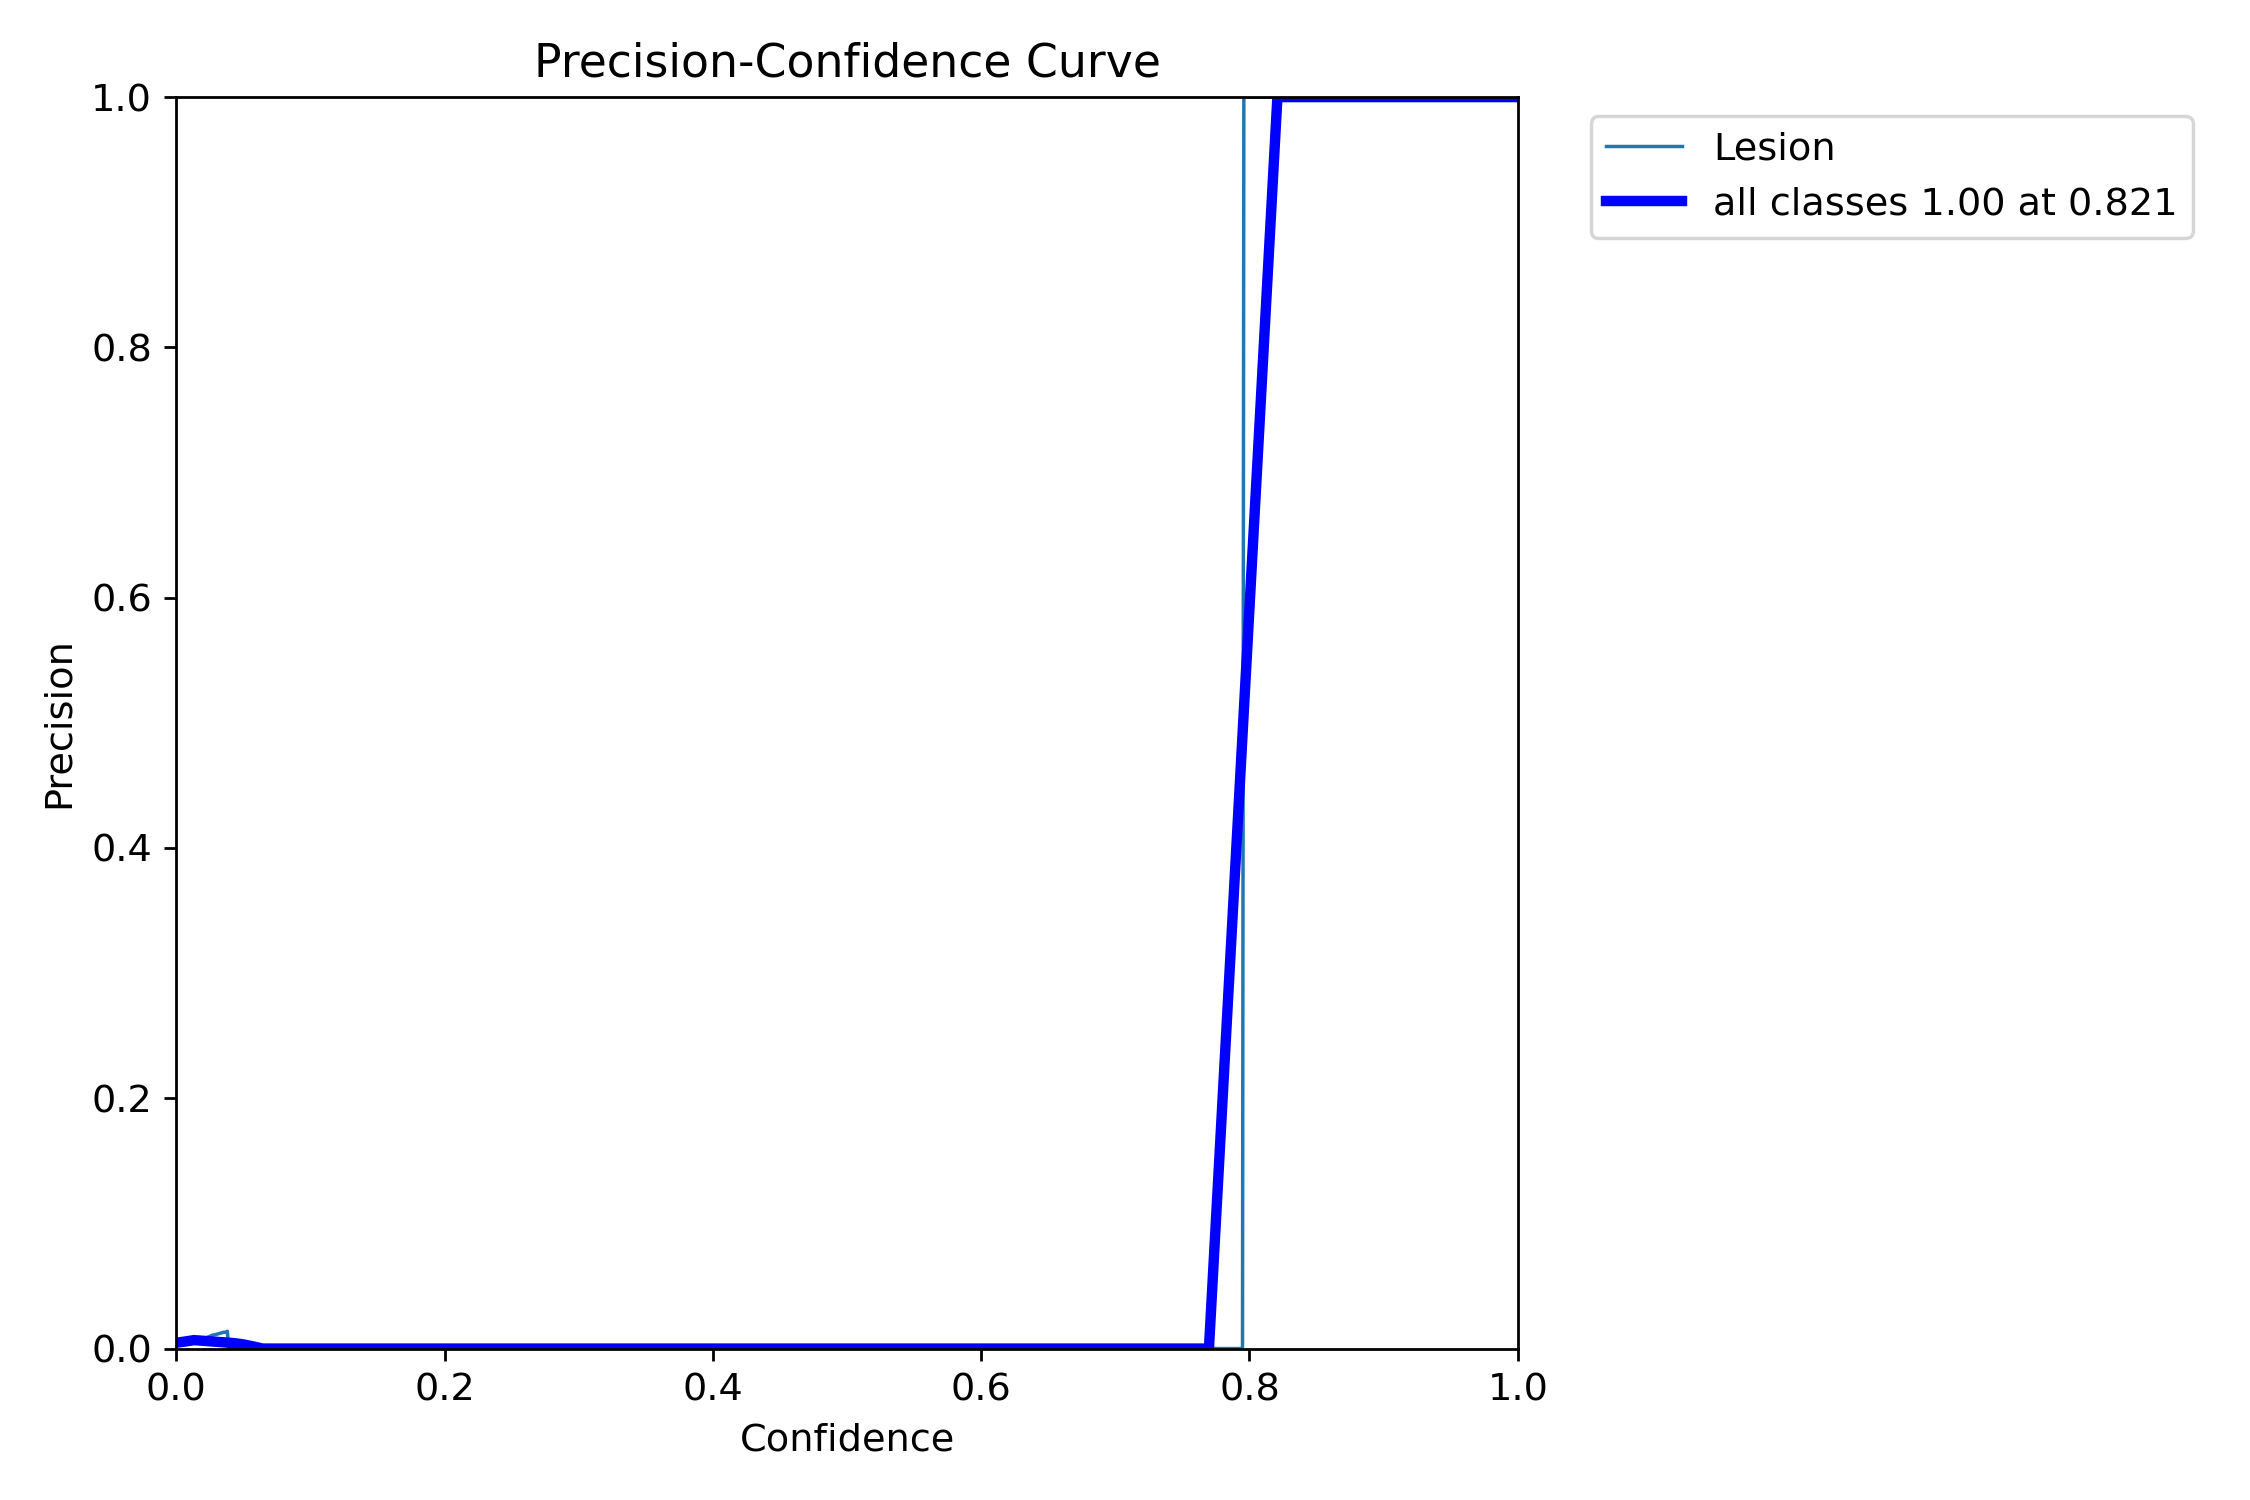 Precision-Confidence Curve
1.0
0.8
0.6
0.4
0.2
0.0
Precision
0.0 0.2 0.4 0.6 0.8 1.0
Confidence
Lesion
all classes 1.00 at 0.821